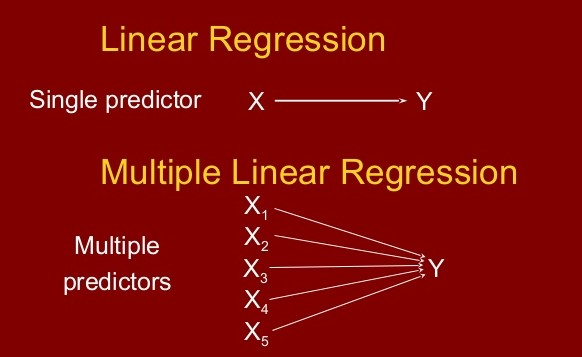 Linear Regression
Single predictor X Y
Multiple Linear Regression
X₁
X₂
Multiple
X₃ Y
predictors
X₄
X₅